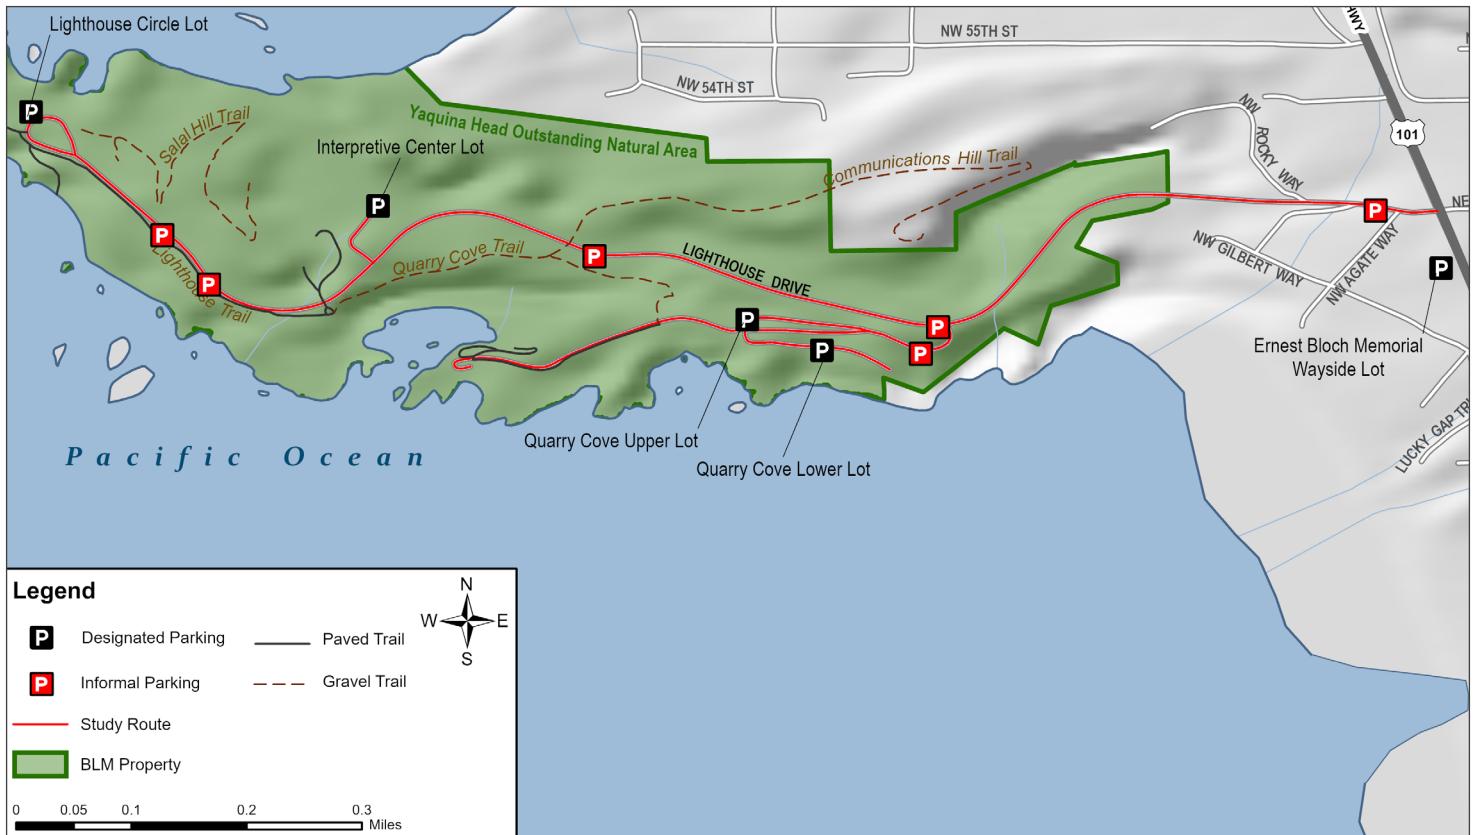 Lighthouse Circle Lot
HWY
NW 55TH ST
NW 54TH ST
Yaquina Head Outstanding Natural Area
Salal Hill Trail
NW
ROCKY WAY
101
P
Interpretive Center Lot
Communications Hill Trail
P
P
NE
P
Quarry Cove Trail
P
LIGHTHOUSE DRIVE
NW GILBERT WAY
NW AGATE WAY
P
Lighthouse Trail
P
P
P
P
P
P
Ernest Bloch Memorial
Wayside Lot
Quarry Cove Upper Lot
Quarry Cove Lower Lot
Pacific Ocean
LUCKY GAP
Legend
P Designated Parking
P Informal Parking
Study Route
BLM Property
Paved Trail
Gravel Trail
N
W E
S
0 0.05 0.1 0.2 0.3
Miles